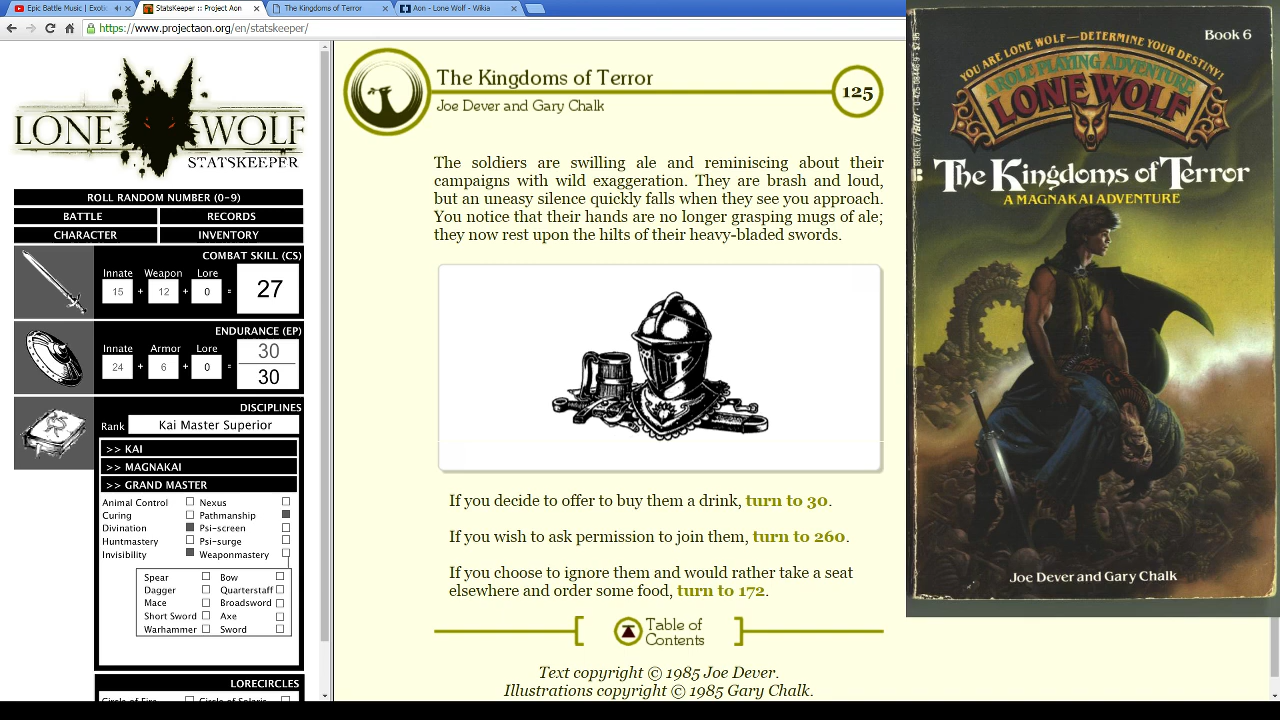 Epic Battle Music | Exoti
StatsKeeper :: Project Aon
The Kingdoms of Terror
Aon - Lone Wolf - Wikia
https://www.projectaon.org/en/statskeeper/
LONE WOLF
STATSKEEPER
ROLL RANDOM NUMBER (0-9)
BATTLE RECORDS
CHARACTER INVENTORY
COMBAT SKILL (CS)
Innate Weapon Lore
15 + 12 + 0 = 27
ENDURANCE (EP)
Innate Armor Lore
30
24 + 6 + 0 = 30
DISCIPLINES
Rank Kai Master Superior
>> KAI
>> MAGNAKAI
>> GRAND MASTER
Animal Control Nexus
Curing Pathmanship
Divination Psi-screen
Huntmastery Psi-surge
Invisibility Weaponmastery
Spear Bow
Dagger Quarterstaff
Mace Broadsword
Short Sword Axe
Warhammer Sword
LORECIRCLES
Circle of Fire Circle of Solaris
The Kingdoms of Terror
Joe Dever and Gary Chalk
125
The soldiers are swilling ale and reminiscing about their
campaigns with wild exaggeration. They are brash and loud,
but an uneasy silence quickly falls when they see you approach.
You notice that their hands are no longer grasping mugs of ale;
they now rest upon the hilts of their heavy-bladed swords.
If you decide to offer to buy them a drink, turn to 30.
If you wish to ask permission to join them, turn to 260.
If you choose to ignore them and would rather take a seat
elsewhere and order some food, turn to 172.
Table of
Contents
Text copyright © 1985 Joe Dever.
Illustrations copyright © 1985 Gary Chalk.
Book 6
YOU ARE LONE WOLF—DETERMINE YOUR DESTINY!
A ROLE PLAYING ADVENTURE
LONE WOLF
The Kingdoms of Terror
A MAGNAKAI ADVENTURE
Joe Dever and Gary Chalk